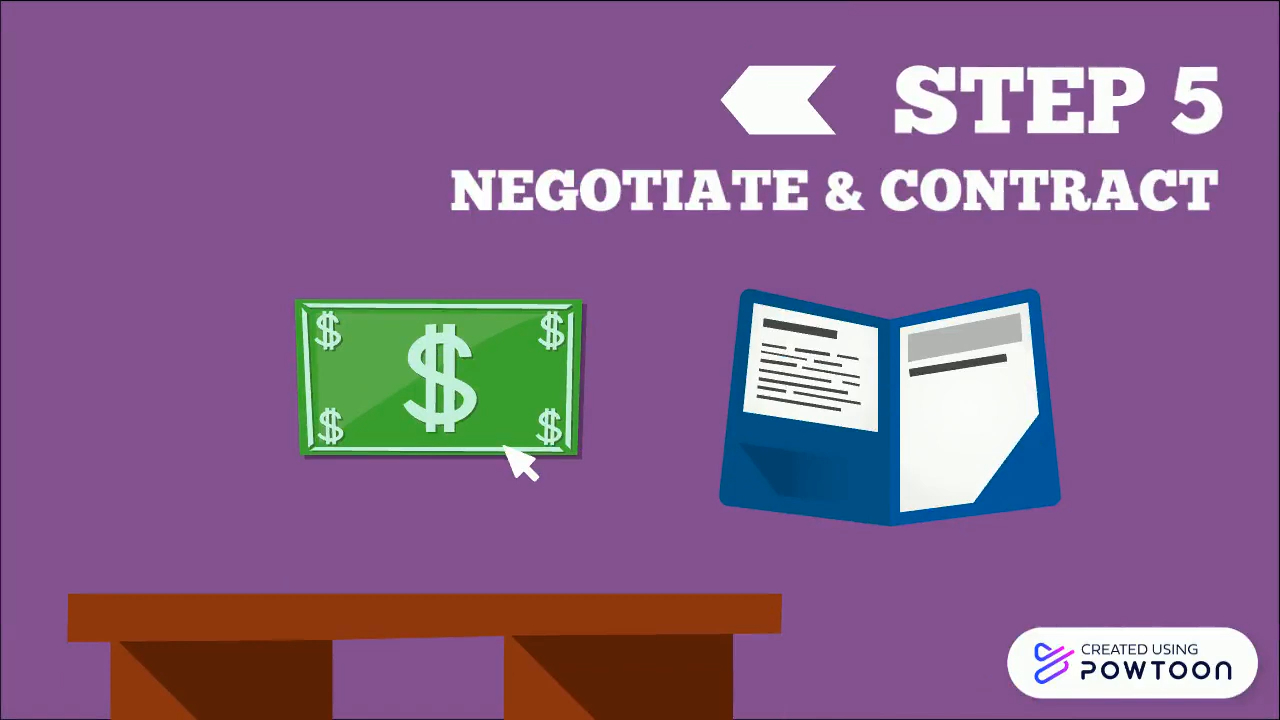 STEP 5
NEGOTIATE & CONTRACT
$ $
$
$ $
CREATED USING
POWTOON